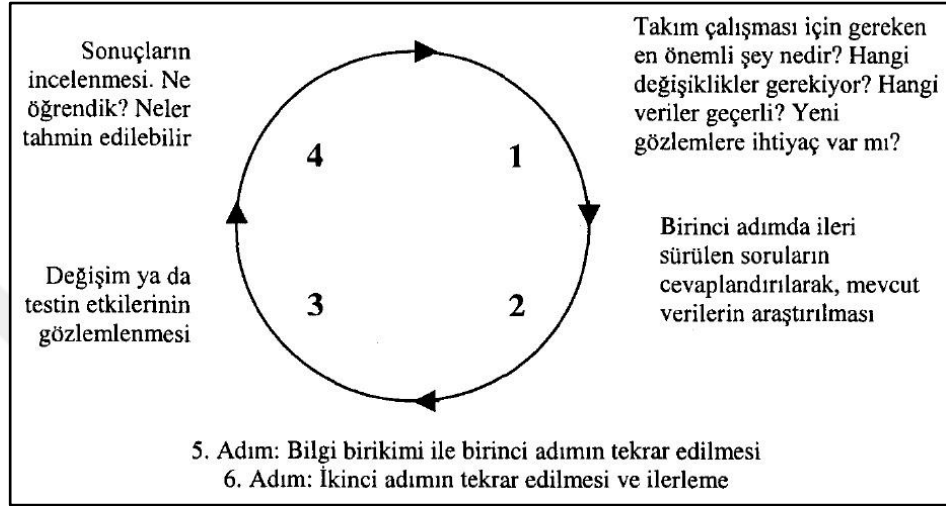 Takım çalışması için gereken
en önemli şey nedir? Hangi
değişiklikler gerekiyor? Hangi
veriler geçerli? Yeni
gözlemlere ihtiyaç var mı?
1
Birinci adımda ileri
sürülen soruların
cevaplandırılarak, mevcut
verilerin araştırılması
2
Değişim ya da
testin etkilerinin
gözlemlenmesi
3
Sonuçların
incelenmesi. Ne
öğrendik? Neler
tahmin edilebilir
4
5. Adım: Bilgi birikimi ile birinci adımın tekrar edilmesi
6. Adım: İkinci adımın tekrar edilmesi ve ilerleme